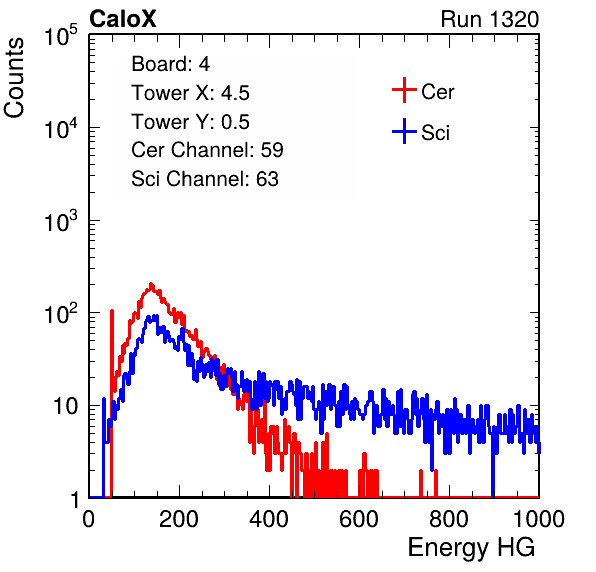 CaloX Run 1320
Counts
Board: 4
Tower X: 4.5
Tower Y: 0.5
Cer Channel: 59
Sci Channel: 63
Cer
Sci
10^5
10^4
10^3
10^2
10
1
0 200 400 600 800 1000
Energy HG